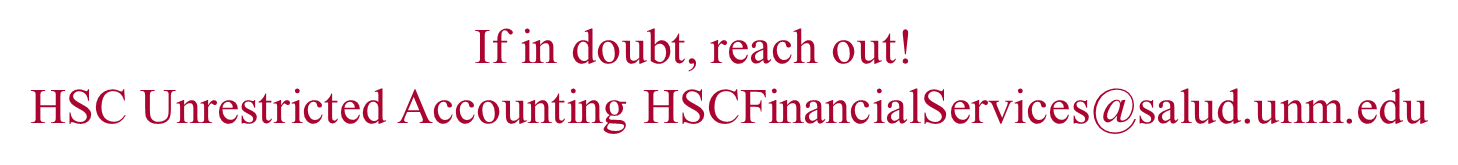 If in doubt, reach out!
HSC Unrestricted Accounting HSCFinancialServices@salud.unm.edu